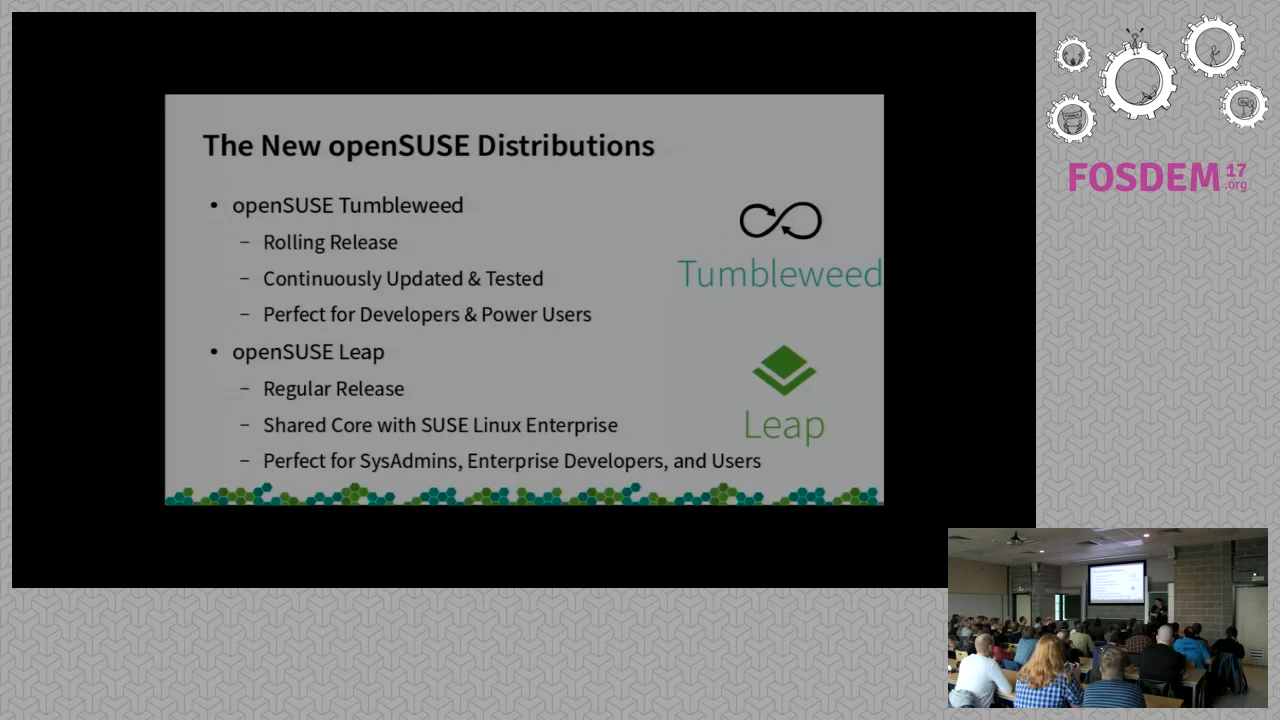 The New openSUSE Distributions
• openSUSE Tumbleweed
– Rolling Release
– Continuously Updated & Tested
– Perfect for Developers & Power Users
• openSUSE Leap
– Regular Release
– Shared Core with SUSE Linux Enterprise
– Perfect for SysAdmins, Enterprise Developers, and Users
Tumbleweed
Leap
FOSDEM 17
.org